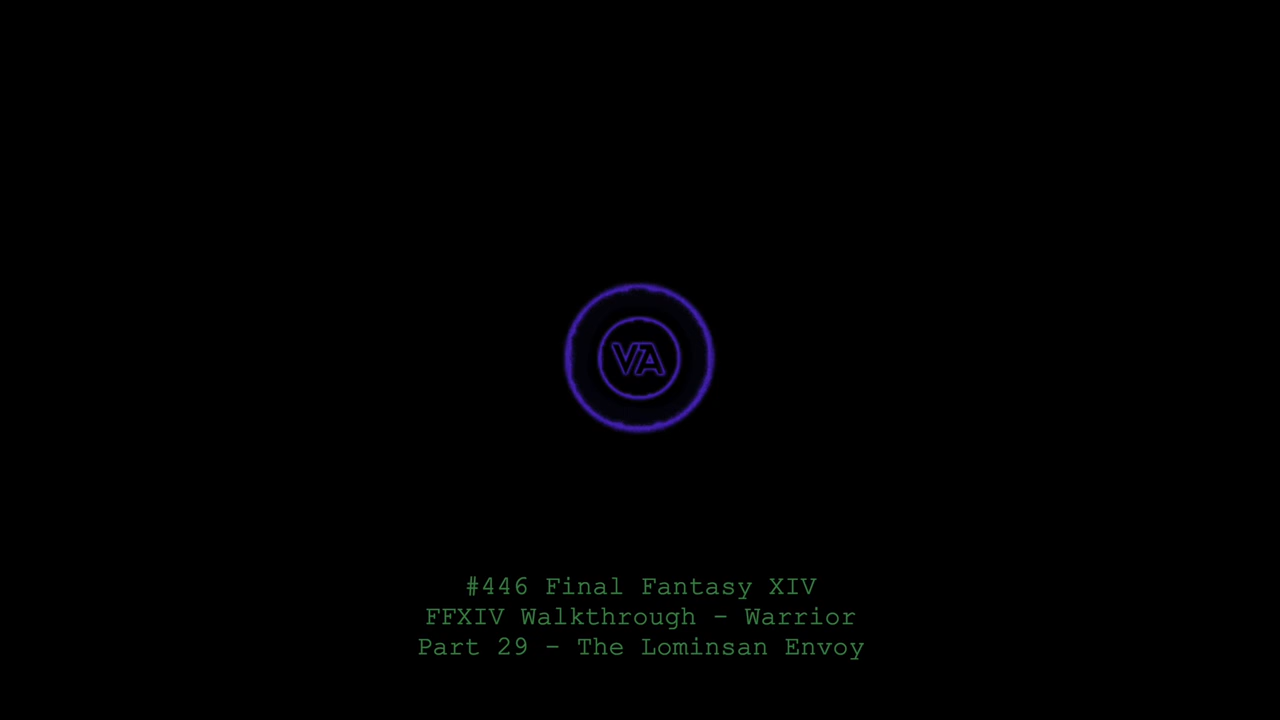 VA
#446 Final Fantasy XIV
FFXIV Walkthrough - Warrior
Part 29 - The Lominsan Envoy